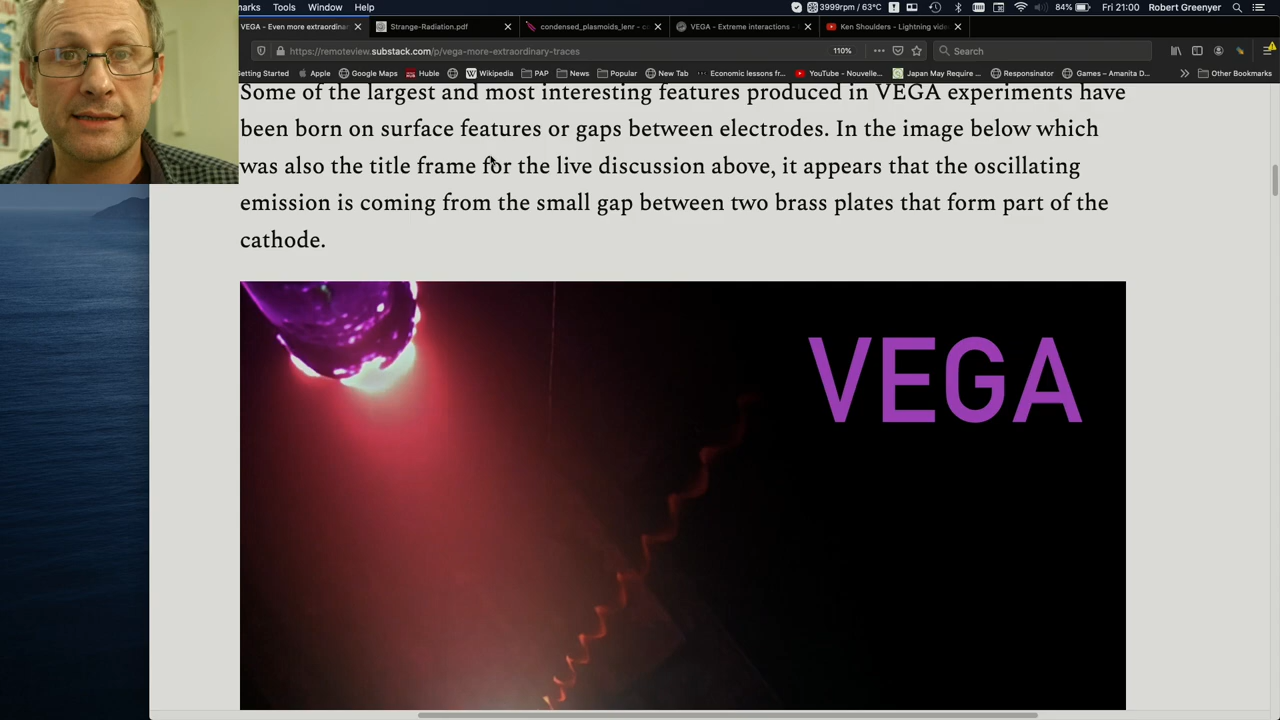 arks Tools Window Help 3999rpm / 63°C 84% Fri 21:00 Robert Greenyer
VEGA - Even more extraordinar Strange-Radiation.pdf condensed_plasmoids_lenr - co VEGA - Extreme interactions - Ken Shoulders - Lightning vide
https://remoteview.substack.com/p/vega-more-extraordinary-traces 110% Search
Getting Started Apple Google Maps Huble Wikipedia PAP News Popular New Tab Economic lessons fr... YouTube - Nouvelle... Japan May Require ... Responsinator Games – Amanita D... Other Bookmarks
Some of the largest and most interesting features produced in VEGA experiments have
been born on surface features or gaps between electrodes. In the image below which
was also the title frame for the live discussion above, it appears that the oscillating
emission is coming from the small gap between two brass plates that form part of the
cathode.
VEGA